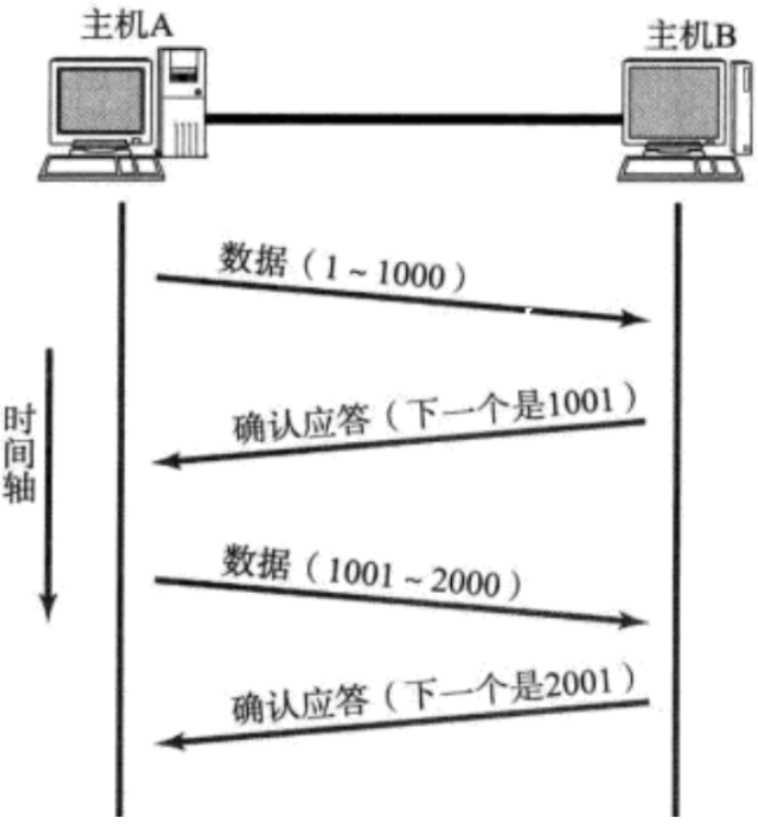 主机A
主机B
数据（1～1000）
确认应答（下一个是1001）
时间轴
数据（1001～2000）
确认应答（下一个是2001）